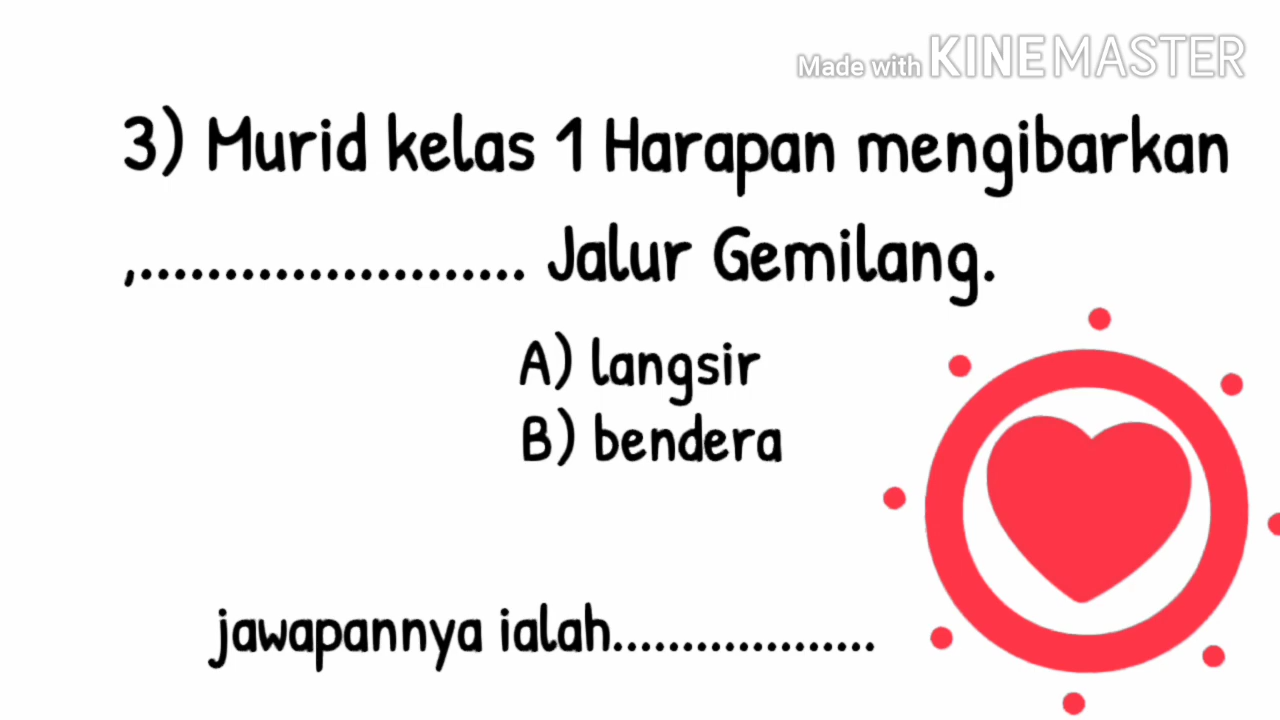 Made with KINEMASTER
3) Murid kelas 1 Harapan mengibarkan
,....................... Jalur Gemilang.
A) langsir
B) bendera
jawapannya ialah...................